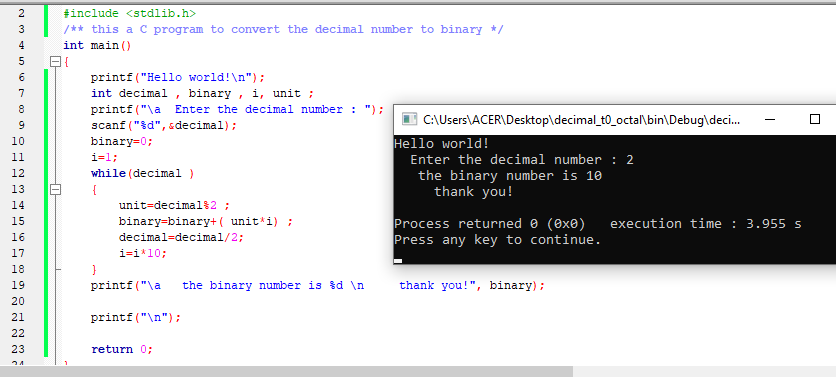 2 #include <stdlib.h>
3 /** this a C program to convert the decimal number to binary */
4 int main()
5 {
6 printf("Hello world!\n");
7 int decimal , binary , i, unit ;
8 printf("\a  Enter the decimal number : ");
9 scanf("%d",&decimal);
10 binary=0;
11 i=1;
12 while(decimal )
13 {
14 unit=decimal%2 ;
15 binary=binary+( unit*i) ;
16 decimal=decimal/2;
17 i=i*10;
18 }
19 printf("\a   the binary number is %d \n     thank you!", binary);
20
21 printf("\n");
22
23 return 0;
24 }
C:\Users\ACER\Desktop\decimal_t0_octal\bin\Debug\deci...
Hello world!
Enter the decimal number : 2
the binary number is 10
thank you!
Process returned 0 (0x0)   execution time : 3.955 s
Press any key to continue.